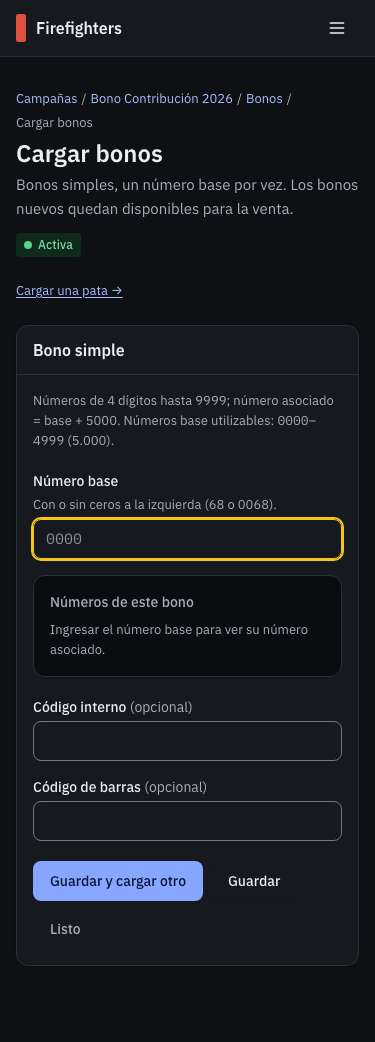 Firefighters
Campañas / Bono Contribución 2026 / Bonos /
Cargar bonos
Cargar bonos
Bonos simples, un número base por vez. Los bonos
nuevos quedan disponibles para la venta.
Activa
Cargar una pata →
Bono simple
Números de 4 dígitos hasta 9999; número asociado
= base + 5000. Números base utilizables: 0000–
4999 (5.000).
Número base
Con o sin ceros a la izquierda (68 o 0068).
0000
Números de este bono
Ingresar el número base para ver su número
asociado.
Código interno (opcional)
Código de barras (opcional)
Guardar y cargar otro
Guardar
Listo